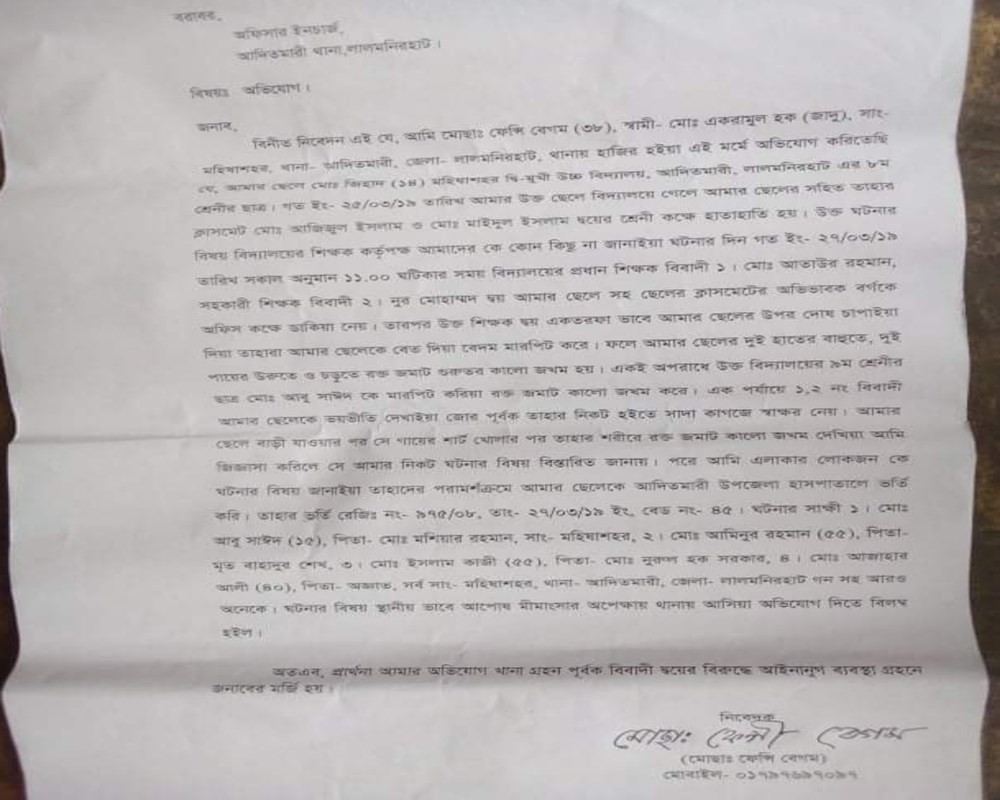 বরাবর,
অফিসার ইনচার্জ,
আদিতমারী থানা,লালমনিরহাট।
বিষয়ঃ অভিযোগ।
জনাব,
বিনীত নিবেদন এই যে, আমি মোছাঃ ফেন্সি বেগম (৩৮), স্বামী- মোঃ একরামুল হক (জাদু), সাং-
মহিষাশহর, থানা- আদিতমারী, জেলা- লালমনিরহাট, থানায় হাজির হইয়া এই মর্মে অভিযোগ করিতেছি
যে, আমার ছেলে মোঃ জিহাদ (১৪) মহিষাশহর দ্বি-মুখী উচ্চ বিদ্যালয়, আদিতমারী, লালমনিরহাট এর ৮ম
শ্রেনীর ছাত্র। গত ইং- ২৫/০৩/১৯ তারিখ আমার উক্ত ছেলে বিদ্যালয়ে গেলে আমার ছেলের সহিত তাহার
ক্লাসমেট মোঃ আজিজুল ইসলাম ও মোঃ মাইদুল ইসলাম দ্বয়ের শ্রেনী কক্ষে হাতাহাতি হয়। উক্ত ঘটনার
বিষয় বিদ্যালয়ের শিক্ষক কর্তৃপক্ষ আমাদের কে কোন কিছু না জানাইয়া ঘটনার দিন গত ইং- ২৭/০৩/১৯
তারিখ সকাল অনুমান ১১.০০ ঘটিকার সময় বিদ্যালয়ের প্রধান শিক্ষক বিবাদী ১। মোঃ আতাউর রহমান,
সহকারী শিক্ষক বিবাদী ২। নুর মোহাম্মদ দ্বয় আমার ছেলে সহ ছেলের ক্লাসমেটের অভিভাবক বর্গকে
অফিস কক্ষে ডাকিয়া নেয়। তারপর উক্ত শিক্ষক দ্বয় একতরফা ভাবে আমার ছেলের উপর দোষ চাপাইয়া
দিয়া তাহারা আমার ছেলেকে বেত দিয়া বেদম মারপিট করে। ফলে আমার ছেলের দুই হাতের বাহুতে, দুই
পায়ের উরুতে ও চতুতে রক্ত জমাট গুরুতর কালো জখম হয়। একই অপরাধে উক্ত বিদ্যালয়ের ৯ম শ্রেনীর
ছাত্র মোঃ আবু সাঈদ কে মারপিট করিয়া রক্ত জমাট কালো জখম করে। এক পর্যায়ে ১,২ নং বিবাদী
আমার ছেলেকে ভয়ভীতি দেখাইয়া জোর পূর্বক তাহার নিকট হইতে সাদা কাগজে স্বাক্ষর নেয়। আমার
ছেলে বাড়ী যাওয়ার পর সে গায়ের শার্ট খোলার পর তাহার শরীরে রক্ত জমাট কালো জখম দেখিয়া আমি
জিজ্ঞাসা করিলে সে আমার নিকট ঘটনার বিষয় বিস্তারিত জানায়। পরে আমি এলাকার লোকজন কে
ঘটনার বিষয় জানাইয়া তাহাদের পরামর্শক্রমে আমার ছেলেকে আদিতমারী উপজেলা হাসপাতালে ভর্তি
করি। তাহার ভর্তি রেজিঃ নং- ৯৭৫/০৮, তাং- ২৭/০৩/১৯ ইং, বেড নং- ৪৫। ঘটনার সাক্ষী ১। মোঃ
আবু সাঈদ (১৫), পিতা- মোঃ মশিয়ার রহমান, সাং- মহিষাশহর, ২। মোঃ আমিনুর রহমান (৫৫), পিতা-
মৃত বাহাদুর শেখ, ৩। মোঃ ইসলাম কাজী (৫৫), পিতা- মোঃ নুরুল হক সরকার, ৪। মোঃ আজাহার
আলী (৪০), পিতা- অজ্ঞাত, সর্ব সাং- মহিষাশহর, থানা- আদিতমারী, জেলা- লালমনিরহাট গন সহ আরও
অনেকে। ঘটনার বিষয় স্থানীয় ভাবে আপোষ মীমাংসার অপেক্ষায় থানায় আসিয়া অভিযোগ দিতে বিলম্ব
হইল।
অতএব, প্রার্থনা আমার অভিযোগ থানা গ্রহন পূর্বক বিবাদী দ্বয়ের বিরুদ্ধে আইনানুগ ব্যবস্থা গ্রহনে
জনাবের মর্জি হয়।
নিবেদক
মোছাঃ ফেন্সী বেগম
(মোছাঃ ফেন্সি বেগম)
মোবাইল- ০১৭৯৭৬৯৭০৯৭